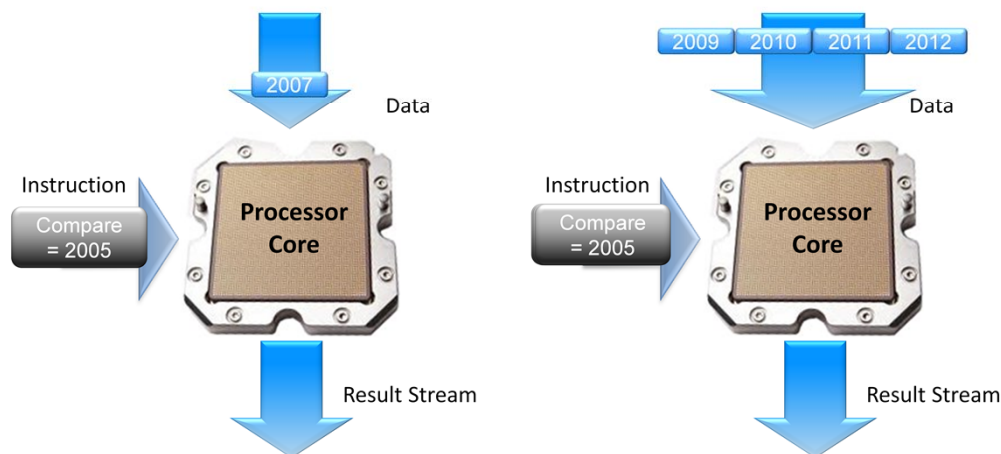 2007
Data
Instruction
Compare
= 2005
Processor
Core
Result Stream
2009 2010 2011 2012
Data
Instruction
Compare
= 2005
Processor
Core
Result Stream